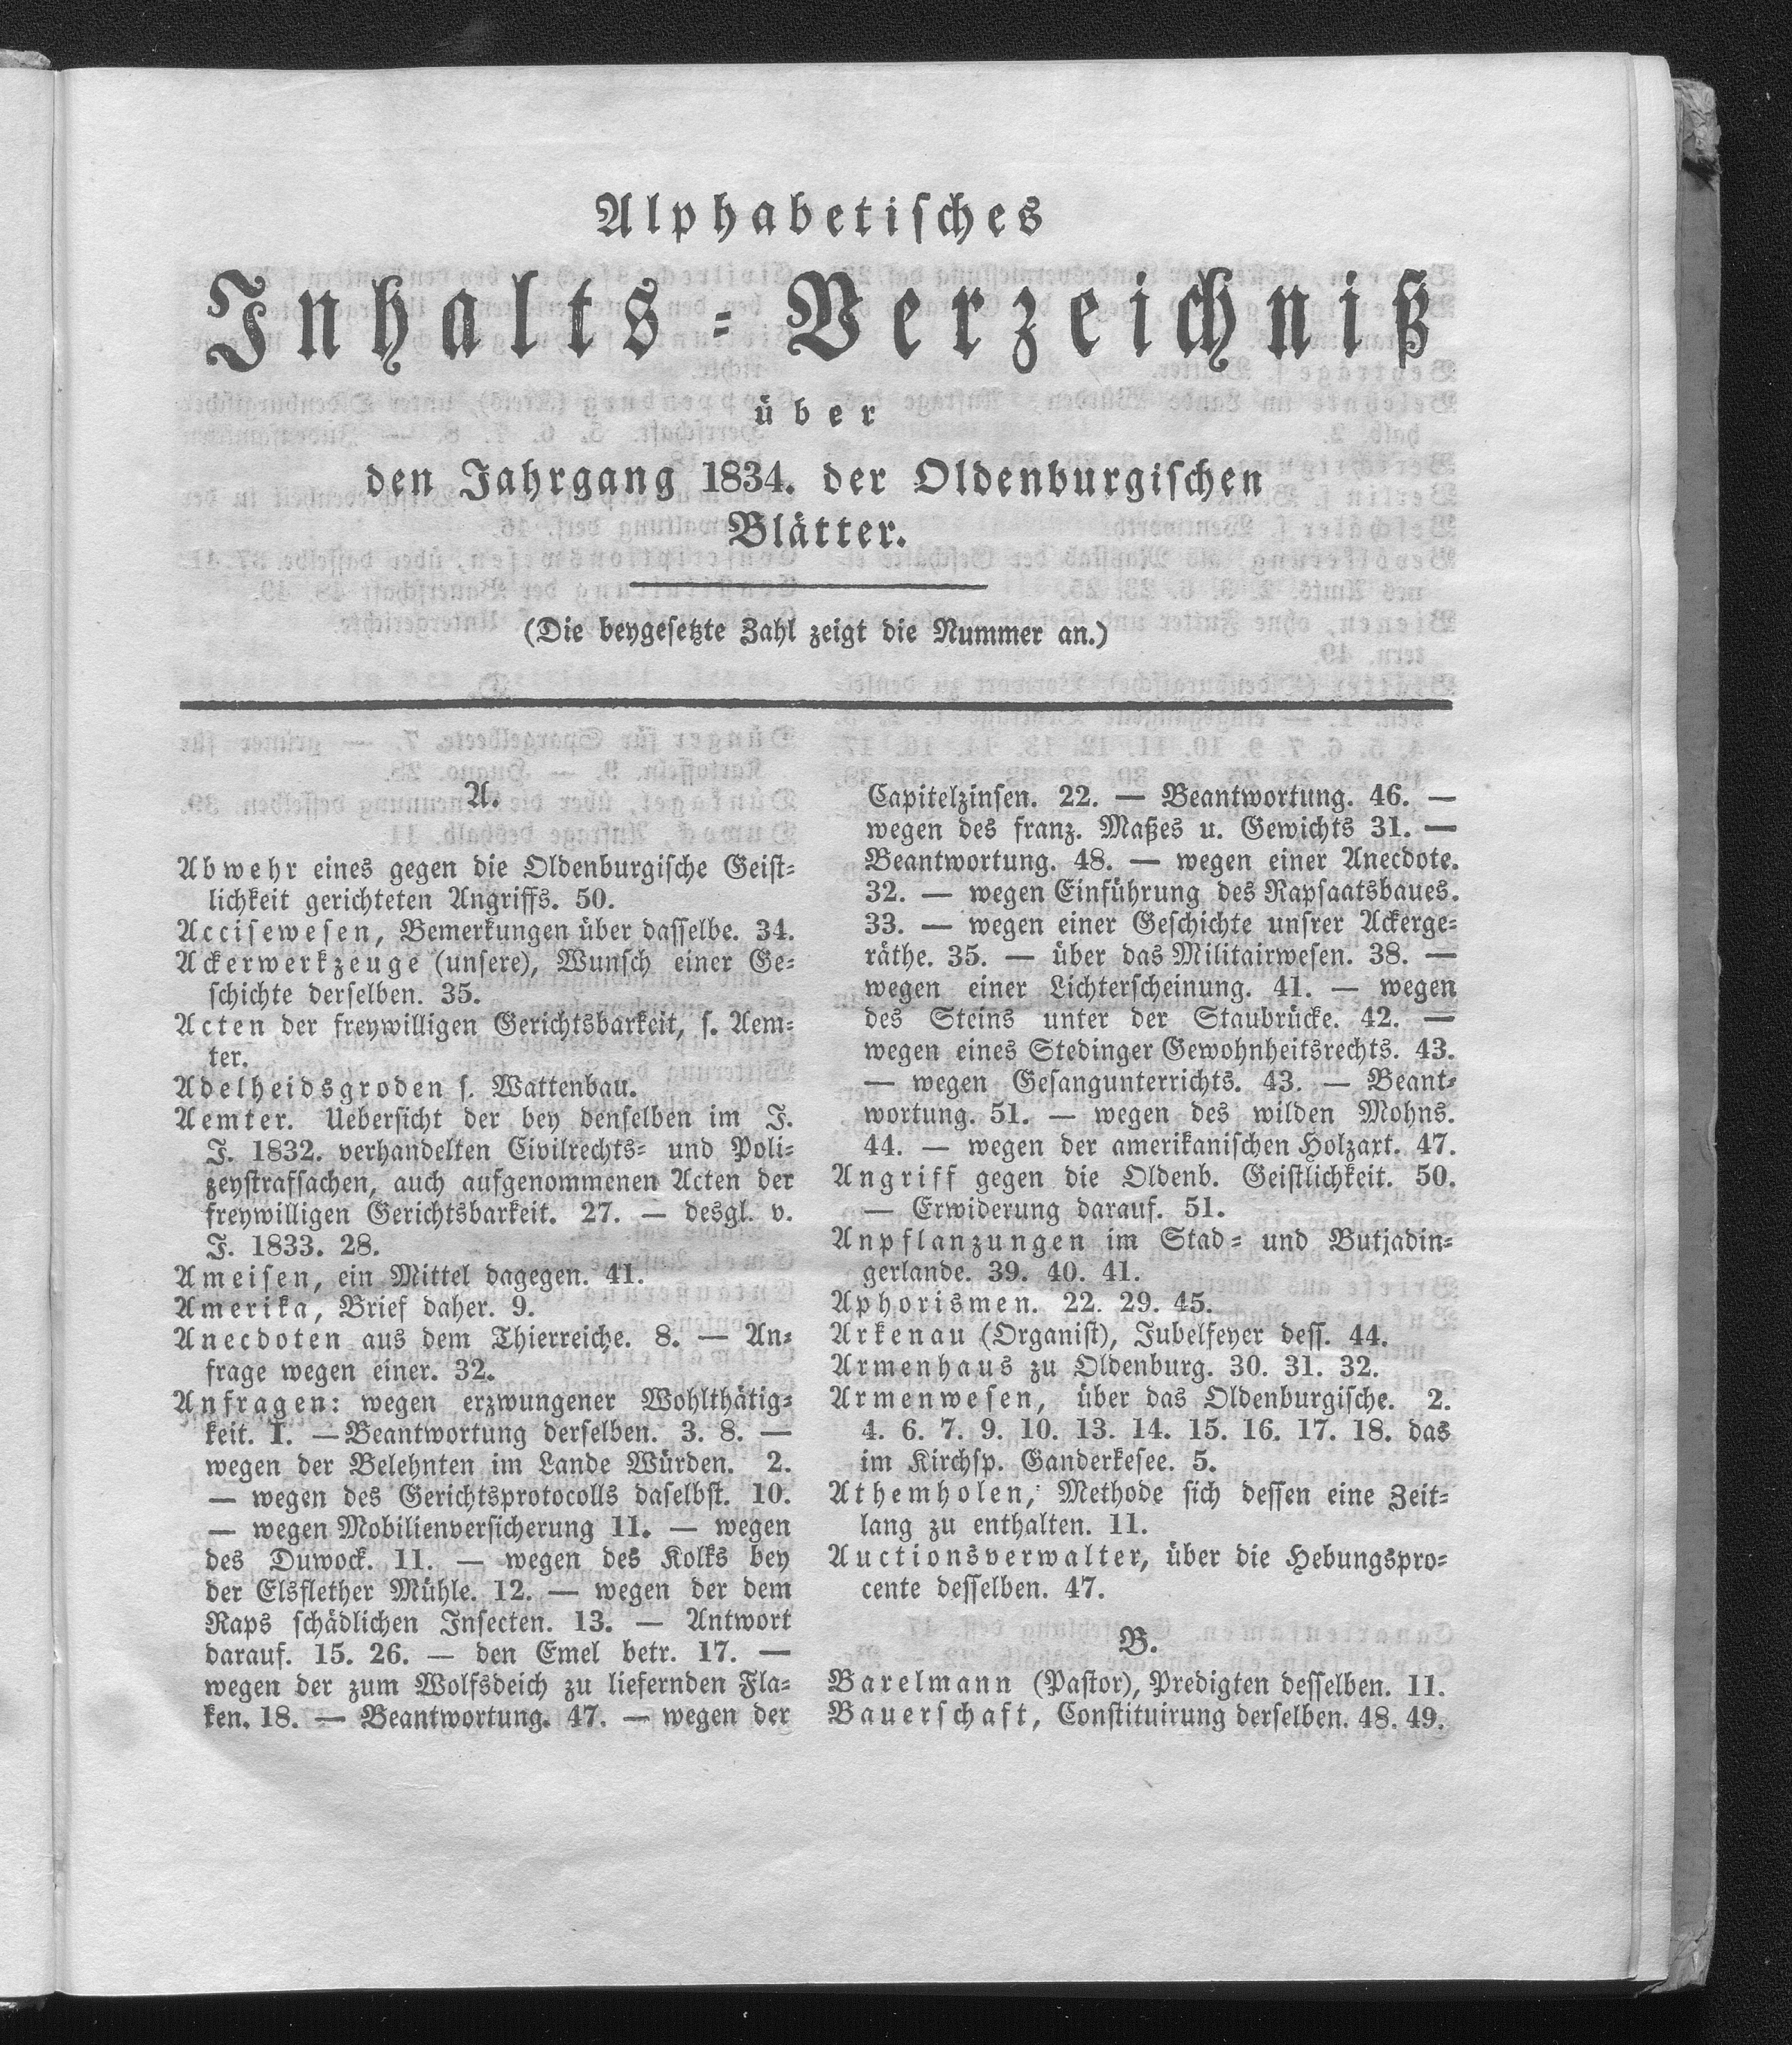 Alphabetisches
Inhalts-Verzeichniß
über
den Jahrgang 1834. der Oldenburgischen
Blätter.
(Die beygesetzte Zahl zeigt die Nummer an.)
A.
Abwehr eines gegen die Oldenburgische Geist-
lichkeit gerichteten Angriffs. 50.
Accisewesen, Bemerkungen über dasselbe. 34.
Ackerwerkzeuge (unsere), Wunsch einer Ge-
schichte derselben. 35.
Acten der freywilligen Gerichtsbarkeit, s. Aem-
ter.
Adelheidsgroden s. Wattenbau.
Aemter. Uebersicht der bey denselben im J.
J. 1832. verhandelten Civilrechts- und Poli-
zeystrafsachen, auch aufgenommenen Acten der
freywilligen Gerichtsbarkeit. 27. — desgl. v.
J. 1833. 28.
Ameisen, ein Mittel dagegen. 41.
Amerika, Brief daher. 9.
Anecdoten aus dem Thierreiche. 8. — An-
frage wegen einer. 32.
Anfragen: wegen erzwungener Wohlthätig-
keit. 1. — Beantwortung derselben. 3. 8. —
wegen der Belehnten im Lande Würden. 2.
— wegen des Gerichtsprotocolls daselbst. 10.
— wegen Mobilienversicherung 11. — wegen
des Duwock. 11. — wegen des Kolks bey
der Elsflether Mühle. 12. — wegen der dem
Raps schädlichen Insecten. 13. — Antwort
darauf. 15. 26. — den Emel betr. 17. —
wegen der zum Wolfsdeich zu liefernden Fla-
ken. 18. — Beantwortung. 47. — wegen der
Capitelzinsen. 22. — Beantwortung. 46. —
wegen des franz. Maßes u. Gewichts 31. —
Beantwortung. 48. — wegen einer Anecdote.
32. — wegen Einführung des Rapsaatsbaues.
33. — wegen einer Geschichte unsrer Ackerge-
räthe. 35. — über das Militairwesen. 38. —
wegen einer Lichterscheinung. 41. — wegen
des Steins unter der Staubrücke. 42. —
wegen eines Stedinger Gewohnheitsrechts. 43.
— wegen Gesangunterrichts. 43. — Beant-
wortung. 51. — wegen des wilden Mohns.
44. — wegen der amerikanischen Holzaxt. 47.
Angriff gegen die Oldenb. Geistlichkeit. 50.
— Erwiderung darauf. 51.
Anpflanzungen im Stad- und Butjadin-
gerlande. 39. 40. 41.
Aphorismen. 22. 29. 45.
Arkenau (Organist), Jubelfeyer dess. 44.
Armenhaus zu Oldenburg. 30. 31. 32.
Armenwesen, über das Oldenburgische. 2.
4. 6. 7. 9. 10. 13. 14. 15. 16. 17. 18. das
im Kirchsp. Ganderkesee. 5.
Athemholen, Methode sich dessen eine Zeit-
lang zu enthalten. 11.
Auctionsverwalter, über die Hebungspro-
cente desselben. 47.
B.
Barelmann (Pastor), Predigten desselben. 11.
Bauerschaft, Constituirung derselben. 48. 49.